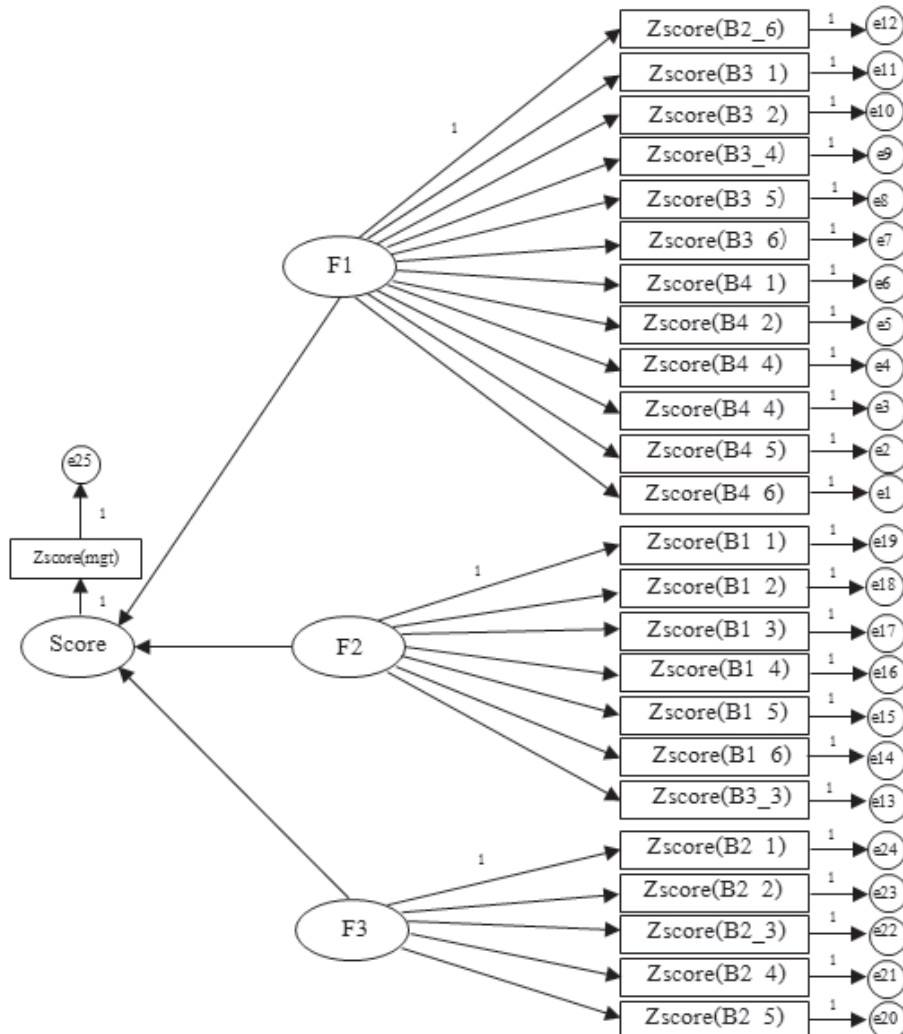 Zscore(B2_6) 1 e12
Zscore(B3 1) 1 e11
Zscore(B3 2) 1 e10
1
Zscore(B3_4) 1 e9
Zscore(B3 5) 1 e8
Zscore(B3 6) 1 e7
F1
Zscore(B4 1) 1 e6
Zscore(B4 2) 1 e5
Zscore(B4 4) 1 e4
Zscore(B4 4) 1 e3
Zscore(B4 5) 1 e2
e25
Zscore(B4 6) 1 e1
1
Zscore(B1 1) 1 e19
Zscore(mgt)
1
Zscore(B1 2) 1 e18
1
Zscore(B1 3) 1 e17
Score
F2
Zscore(B1 4) 1 e16
Zscore(B1 5) 1 e15
Zscore(B1 6) 1 e14
Zscore(B3_3) 1 e13
Zscore(B2 1) 1 e24
1
Zscore(B2 2) 1 e23
F3
Zscore(B2_3) 1 e22
Zscore(B2 4) 1 e21
Zscore(B2 5) 1 e20